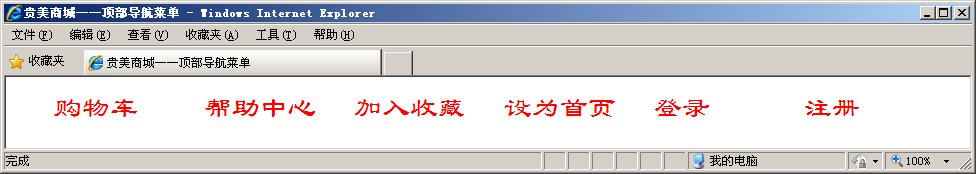 贵美商城——顶部导航菜单 - Windows Internet Explorer
文件(F) 编辑(E) 查看(V) 收藏夹(A) 工具(T) 帮助(H)
收藏夹 贵美商城——顶部导航菜单
购物车 帮助中心 加入收藏 设为首页 登录 注册
完成 我的电脑 100%